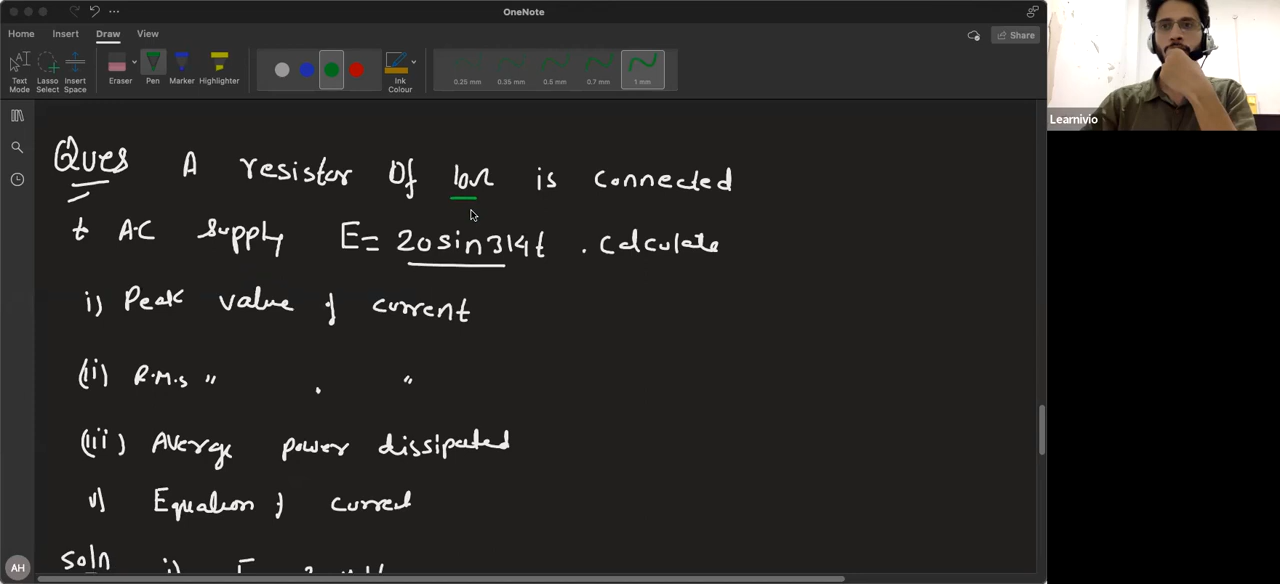 OneNote
Home Insert Draw View
Share
Text Mode Lasso Select Insert Space Eraser Pen Marker Highlighter Ink Colour 0.25 mm 0.35 mm 0.5 mm 0.7 mm 1 mm
Learnivio
Ques A resistor Of 10Ω is connected
t A.C supply E= 20sin314t . Calculate
i) Peak value of current
(ii) R.M.s " . "
(iii) Average power dissipated
v) Equation of current
soln i)
AH